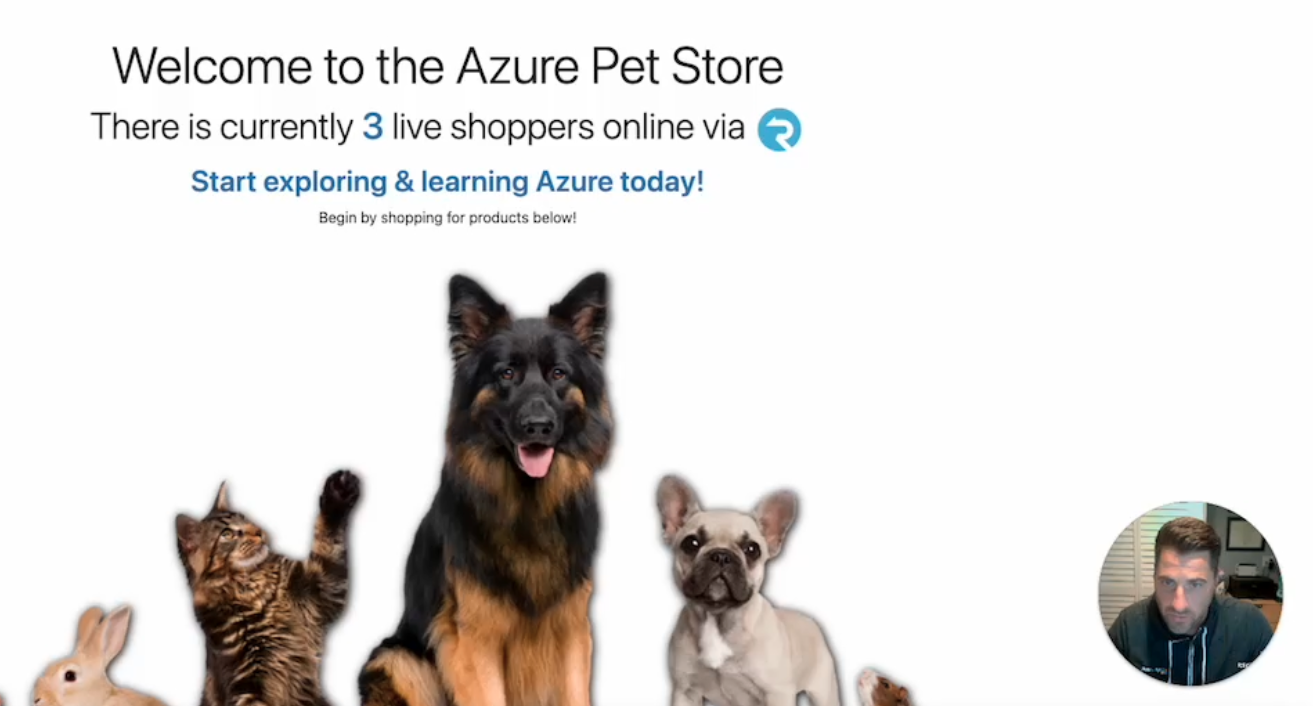 Welcome to the Azure Pet Store
There is currently 3 live shoppers online via
Start exploring & learning Azure today!
Begin by shopping for products below!